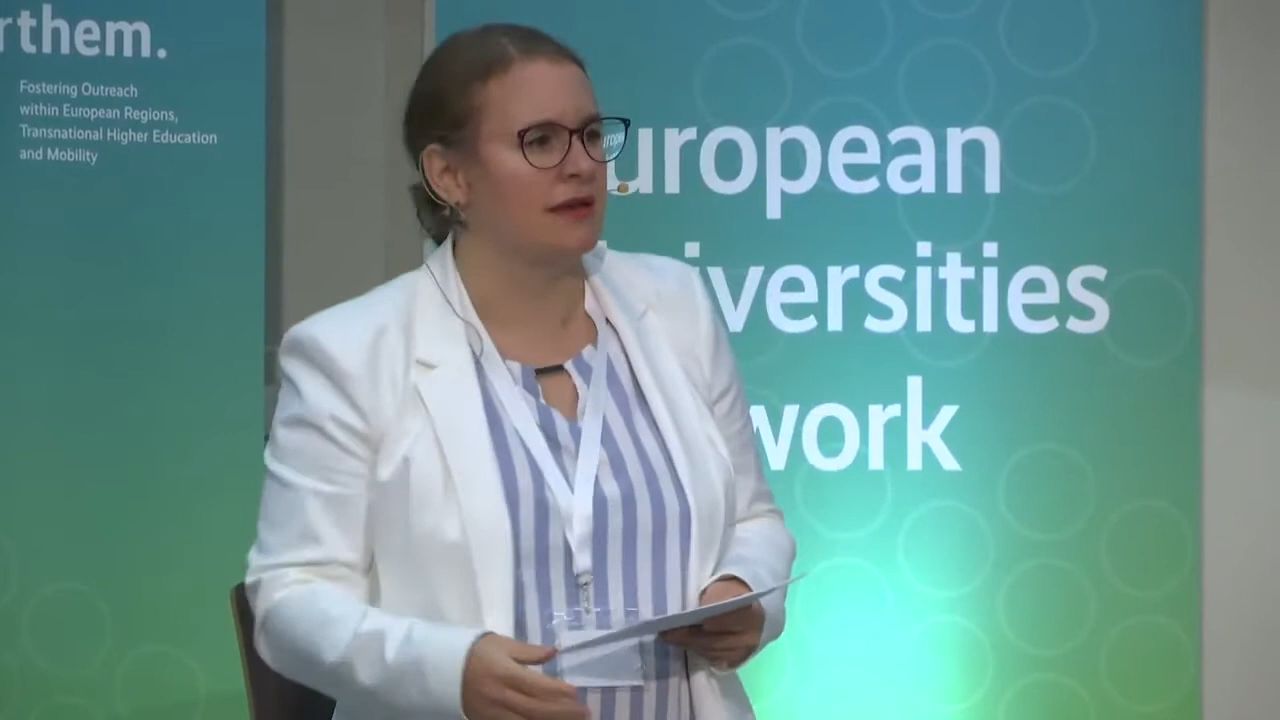 rthem.
Fostering Outreach
within European Regions,
Transnational Higher Education
and Mobility
uropean
iversities
work